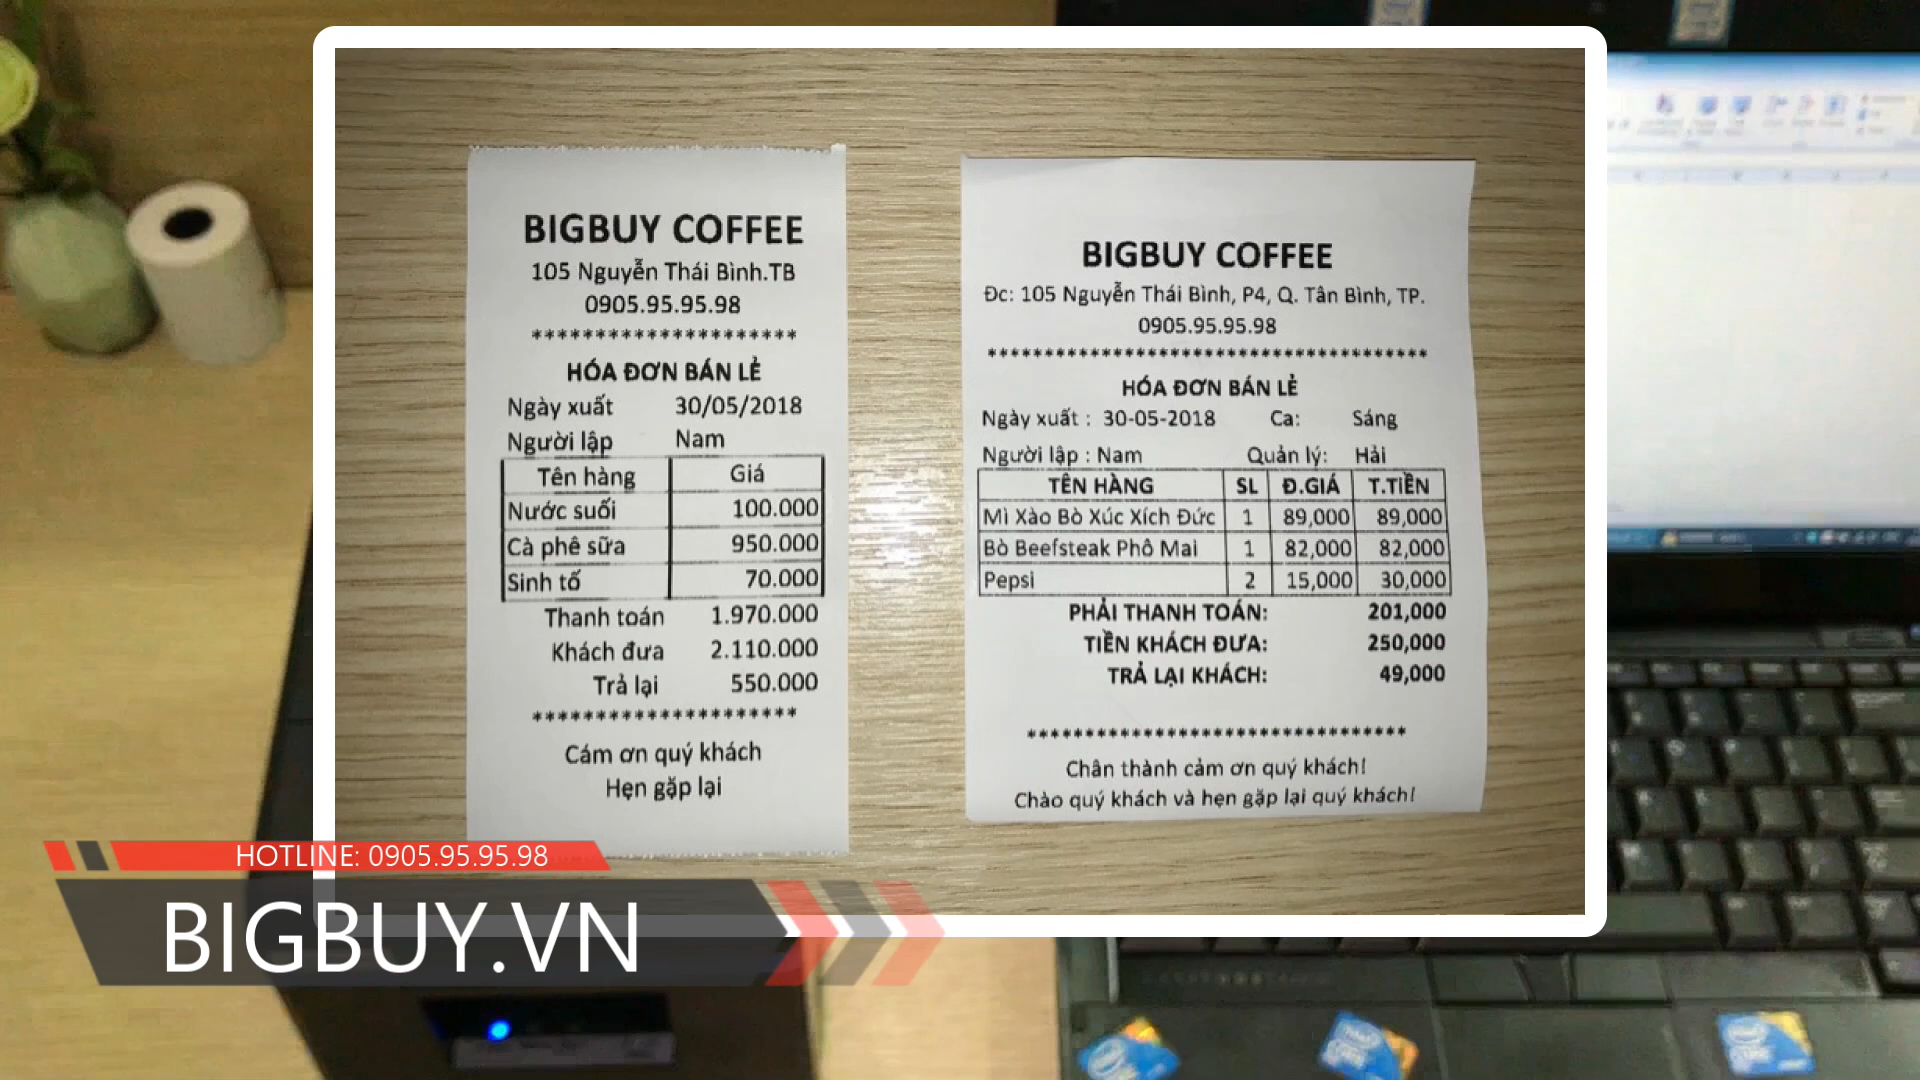 BIGBUY COFFEE
105 Nguyễn Thái Bình.TB
0905.95.95.98
*********************
HÓA ĐƠN BÁN LẺ
Ngày xuất 30/05/2018
Người lập Nam
Tên hàng Giá
Nước suối 100.000
Cà phê sữa 950.000
Sinh tố 70.000
Thanh toán 1.970.000
Khách đưa 2.110.000
Trả lại 550.000
*********************
Cám ơn quý khách
Hẹn gặp lại
BIGBUY COFFEE
Đc: 105 Nguyễn Thái Bình, P4, Q. Tân Bình, TP.
0905.95.95.98
**************************************
HÓA ĐƠN BÁN LẺ
Ngày xuất : 30-05-2018 Ca: Sáng
Người lập : Nam Quản lý: Hải
TÊN HÀNG SL Đ.GIÁ T.TIỀN
Mì Xào Bò Xúc Xích Đức 1 89,000 89,000
Bò Beefsteak Phô Mai 1 82,000 82,000
Pepsi 2 15,000 30,000
PHẢI THANH TOÁN: 201,000
TIỀN KHÁCH ĐƯA: 250,000
TRẢ LẠI KHÁCH: 49,000
*********************************
Chân thành cảm ơn quý khách!
Chào quý khách và hẹn gặp lại quý khách!
HOTLINE: 0905.95.95.98
BIGBUY.VN